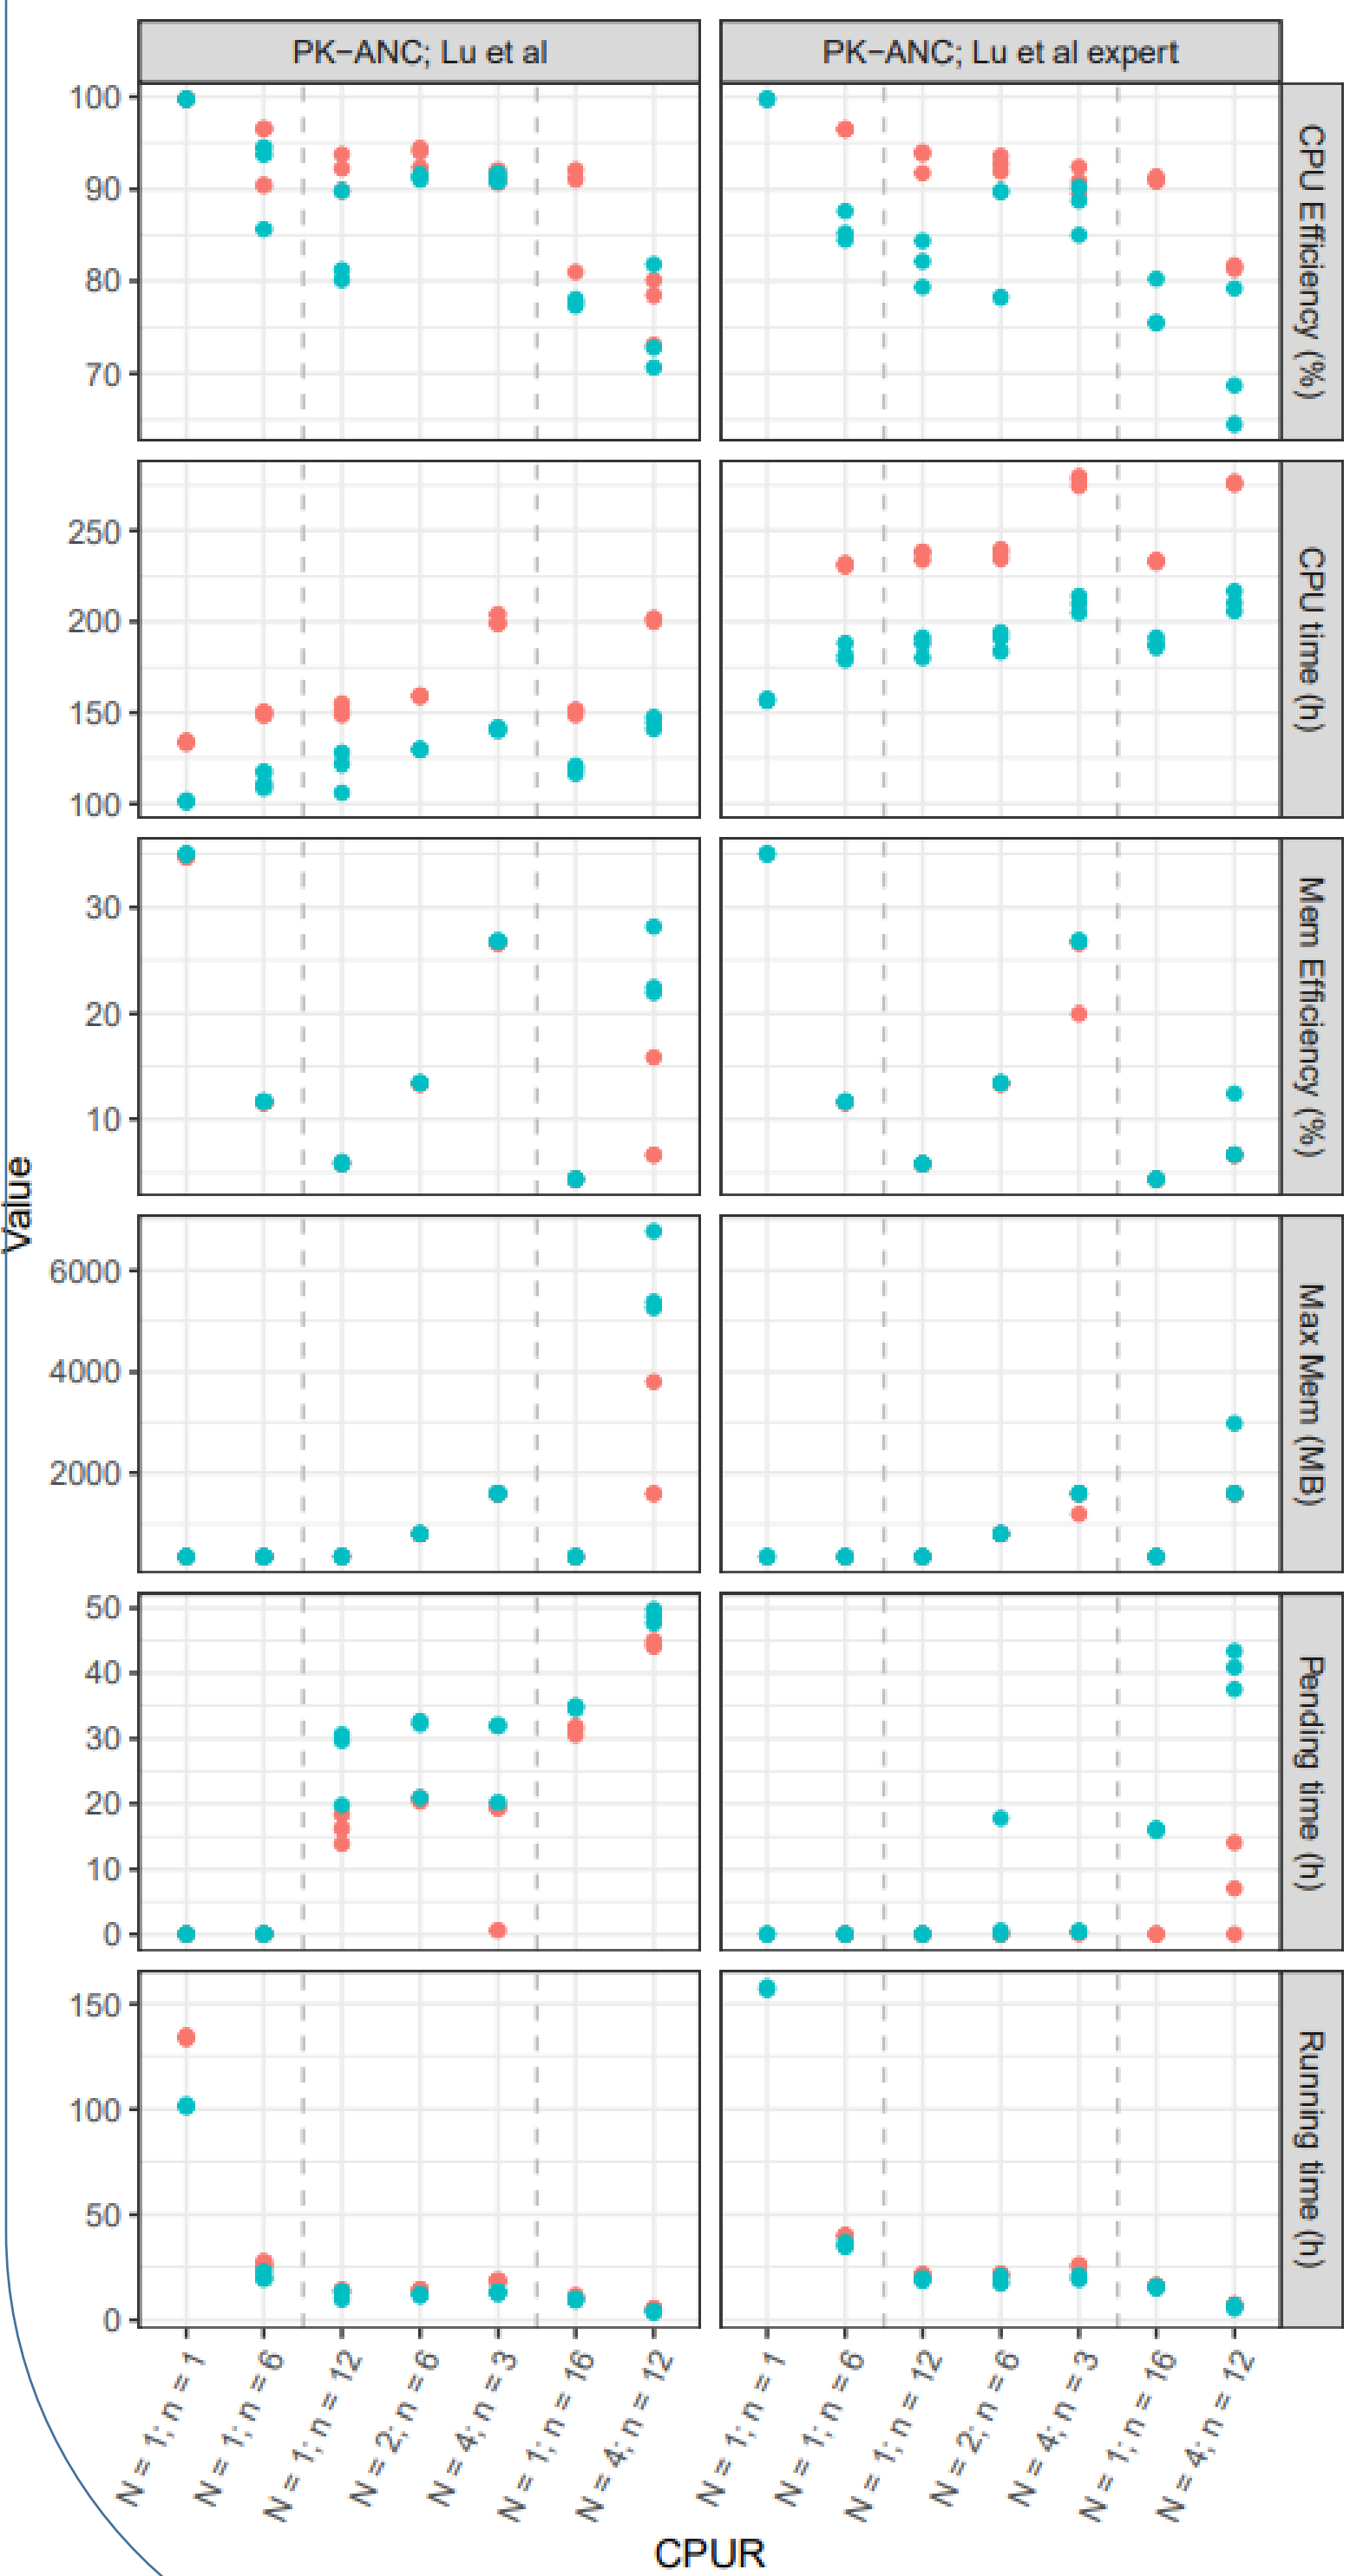 PK−ANC; Lu et al
PK−ANC; Lu et al expert
100
90
80
70
CPU Efficiency (%)
250
200
150
100
CPU time (h)
30
20
10
Mem Efficiency (%)
Value
6000
4000
2000
Max Mem (MB)
50
40
30
20
10
0
Pending time (h)
150
100
50
0
Running time (h)
N = 1; n = 1
N = 1; n = 6
N = 1; n = 12
N = 2; n = 6
N = 4; n = 3
N = 1; n = 16
N = 4; n = 12
N = 1; n = 1
N = 1; n = 6
N = 1; n = 12
N = 2; n = 6
N = 4; n = 3
N = 1; n = 16
N = 4; n = 12
CPUR